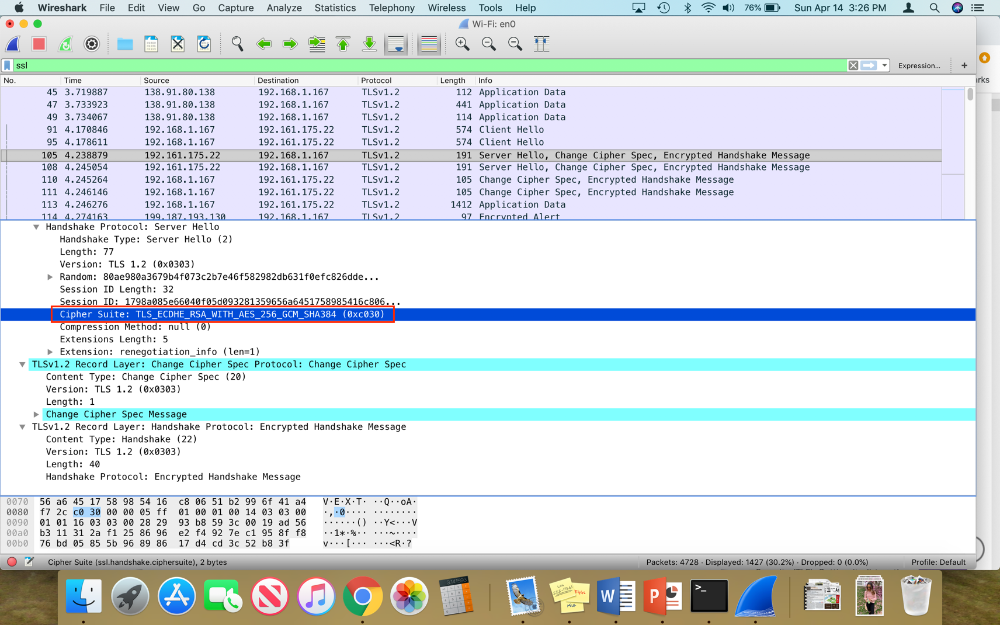 Wireshark File Edit View Go Capture Analyze Statistics Telephony Wireless Tools Help 76% Sun Apr 14 3:26 PM
Wi-Fi: en0
ssl Expression... +
rks
No. Time Source Destination Protocol Length Info
45 3.719887 138.91.80.138 192.168.1.167 TLSv1.2 112 Application Data
47 3.733923 138.91.80.138 192.168.1.167 TLSv1.2 441 Application Data
49 3.734067 138.91.80.138 192.168.1.167 TLSv1.2 114 Application Data
91 4.170846 192.168.1.167 192.161.175.22 TLSv1.2 574 Client Hello
95 4.178611 192.168.1.167 192.161.175.22 TLSv1.2 574 Client Hello
105 4.238879 192.161.175.22 192.168.1.167 TLSv1.2 191 Server Hello, Change Cipher Spec, Encrypted Handshake Message
108 4.245054 192.161.175.22 192.168.1.167 TLSv1.2 191 Server Hello, Change Cipher Spec, Encrypted Handshake Message
110 4.245264 192.168.1.167 192.161.175.22 TLSv1.2 105 Change Cipher Spec, Encrypted Handshake Message
111 4.246146 192.168.1.167 192.161.175.22 TLSv1.2 105 Change Cipher Spec, Encrypted Handshake Message
113 4.246276 192.168.1.167 192.161.175.22 TLSv1.2 1412 Application Data
114 4.274163 199.187.193.130 192.168.1.167 TLSv1.2 97 Encrypted Alert
Handshake Protocol: Server Hello
Handshake Type: Server Hello (2)
Length: 77
Version: TLS 1.2 (0x0303)
Random: 80ae980a3679b4f073c2b7e46f582982db631f0efc826dde...
Session ID Length: 32
Session ID: 1798a085e66040f05d093281359656a6451758985416c806...
Cipher Suite: TLS_ECDHE_RSA_WITH_AES_256_GCM_SHA384 (0xc030)
Compression Method: null (0)
Extensions Length: 5
Extension: renegotiation_info (len=1)
TLSv1.2 Record Layer: Change Cipher Spec Protocol: Change Cipher Spec
Content Type: Change Cipher Spec (20)
Version: TLS 1.2 (0x0303)
Length: 1
Change Cipher Spec Message
TLSv1.2 Record Layer: Handshake Protocol: Encrypted Handshake Message
Content Type: Handshake (22)
Version: TLS 1.2 (0x0303)
Length: 40
Handshake Protocol: Encrypted Handshake Message
0070 56 a6 45 17 58 98 54 16 c8 06 51 b2 99 6f 41 a4 V·E·X·T· ··Q··oA·
0080 f7 2c c0 30 00 00 05 ff 01 00 01 00 14 03 03 00 ·,·0···· ········
0090 01 01 16 03 03 00 28 29 93 b8 59 3c 00 19 ad 56 ······() ··Y<···V
00a0 b3 11 31 2a f1 25 86 96 e2 f4 92 7e c1 95 8f f8 ··1*·%·· ···~····
00b0 76 bd 05 85 5b 96 89 86 17 d4 cd 3c 52 b8 3f v···[··· ···<R·?
Cipher Suite (ssl.handshake.ciphersuite), 2 bytes Packets: 4728 · Displayed: 1427 (30.2%) · Dropped: 0 (0.0%) Profile: Default
3.141593
555-7361
EGGS
MILK
W
P
>_